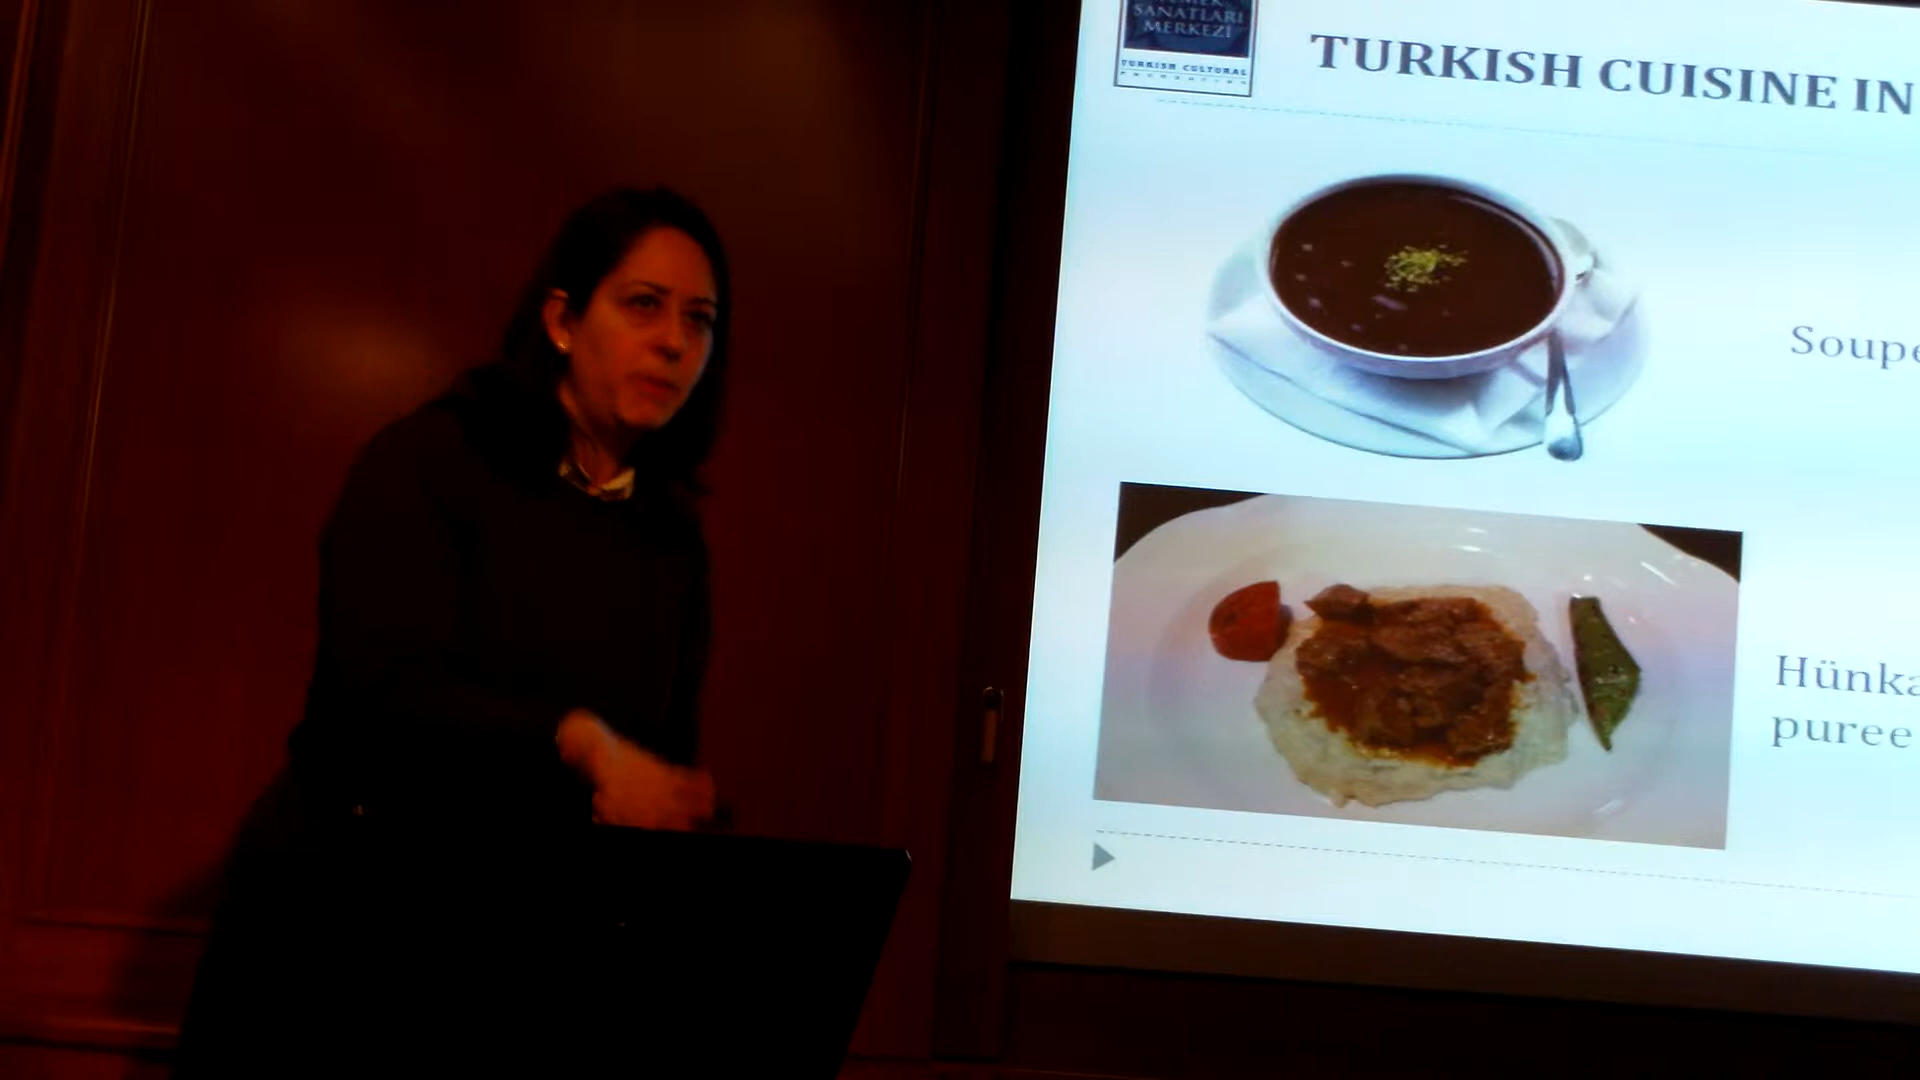 SANATLARI
MERKEZİ
TURKISH CULTURAL
TURKISH CUISINE IN
Soupe
Hünka
puree